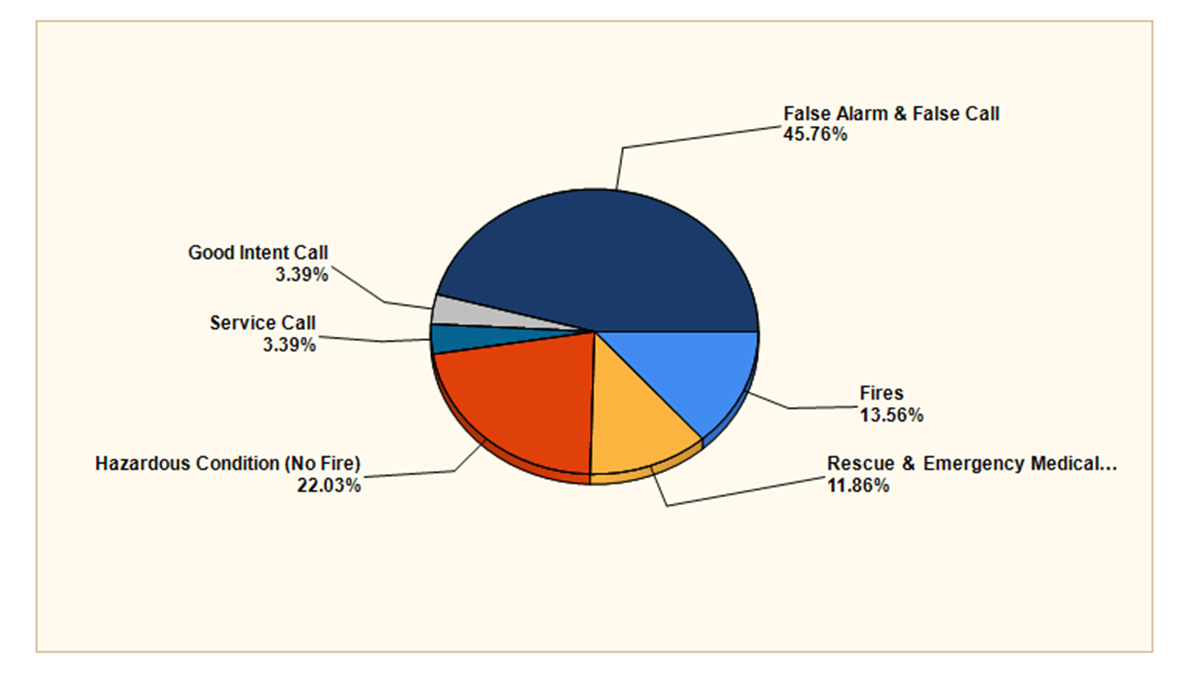 False Alarm & False Call
45.76%
Good Intent Call
3.39%
Service Call
3.39%
Fires
13.56%
Hazardous Condition (No Fire)
22.03%
Rescue & Emergency Medical...
11.86%